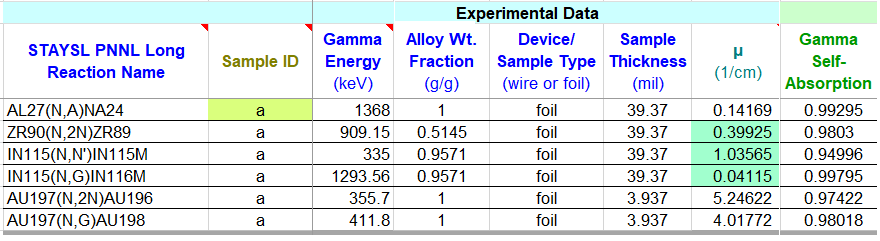 Experimental Data
STAYSL PNNL Long Reaction Name Sample ID Gamma Energy (keV) Alloy Wt. Fraction (g/g) Device/ Sample Type (wire or foil) Sample Thickness (mil) μ (1/cm) Gamma Self-Absorption
AL27(N,A)NA24 a 1368 1 foil 39.37 0.14169 0.99295
ZR90(N,2N)ZR89 a 909.15 0.5145 foil 39.37 0.39925 0.9803
IN115(N,N')IN115M a 335 0.9571 foil 39.37 1.03565 0.94996
IN115(N,G)IN116M a 1293.56 0.9571 foil 39.37 0.04115 0.99795
AU197(N,2N)AU196 a 355.7 1 foil 3.937 5.24622 0.97422
AU197(N,G)AU198 a 411.8 1 foil 3.937 4.01772 0.98018